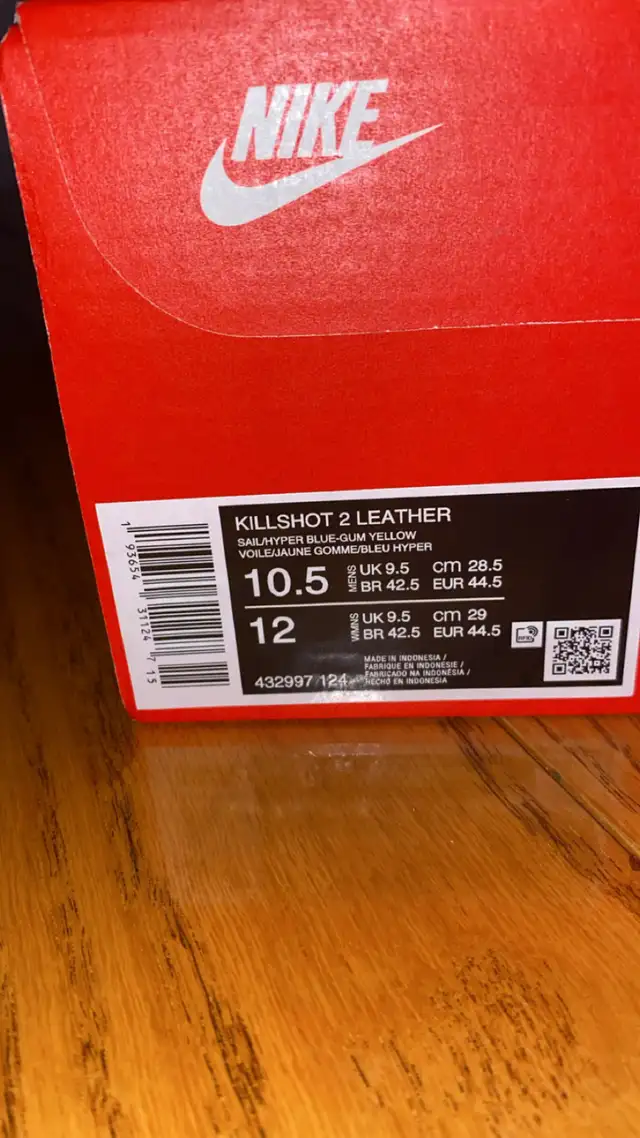 NIKE
KILLSHOT 2 LEATHER
SAIL/HYPER BLUE-GUM YELLOW
VOILE/JAUNE GOMME/BLEU HYPER
10.5 MENS UK 9.5 cm 28.5
BR 42.5 EUR 44.5
12 WMNS UK 9.5 cm 29
BR 42.5 EUR 44.5
MADE IN INDONESIA /
FABRIQUE EN INDONESIE /
FABRICADO NA INDONÉSIA /
HECHO EN INDONESIA
432997 124
1 93654 31124 715